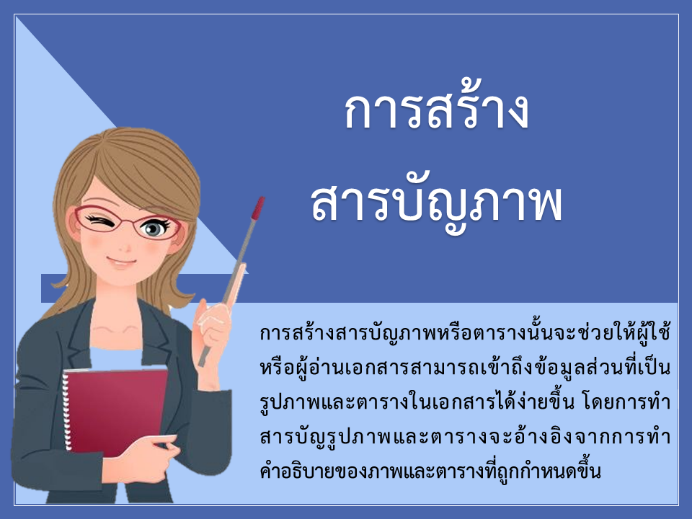 การสร้าง
สารบัญภาพ
การสร้างสารบัญภาพหรือตารางนั้นจะช่วยให้ผู้ใช้
หรือผู้อ่านเอกสารสามารถเข้าถึงข้อมูลส่วนที่เป็น
รูปภาพและตารางในเอกสารได้ง่ายขึ้น โดยการทำ
สารบัญรูปภาพและตารางจะอ้างอิงจากการทำ
คำอธิบายของภาพและตารางที่ถูกกำหนดขึ้น